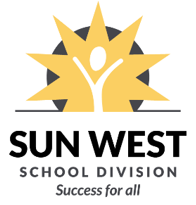 SUN WEST
SCHOOL DIVISION
Success for all